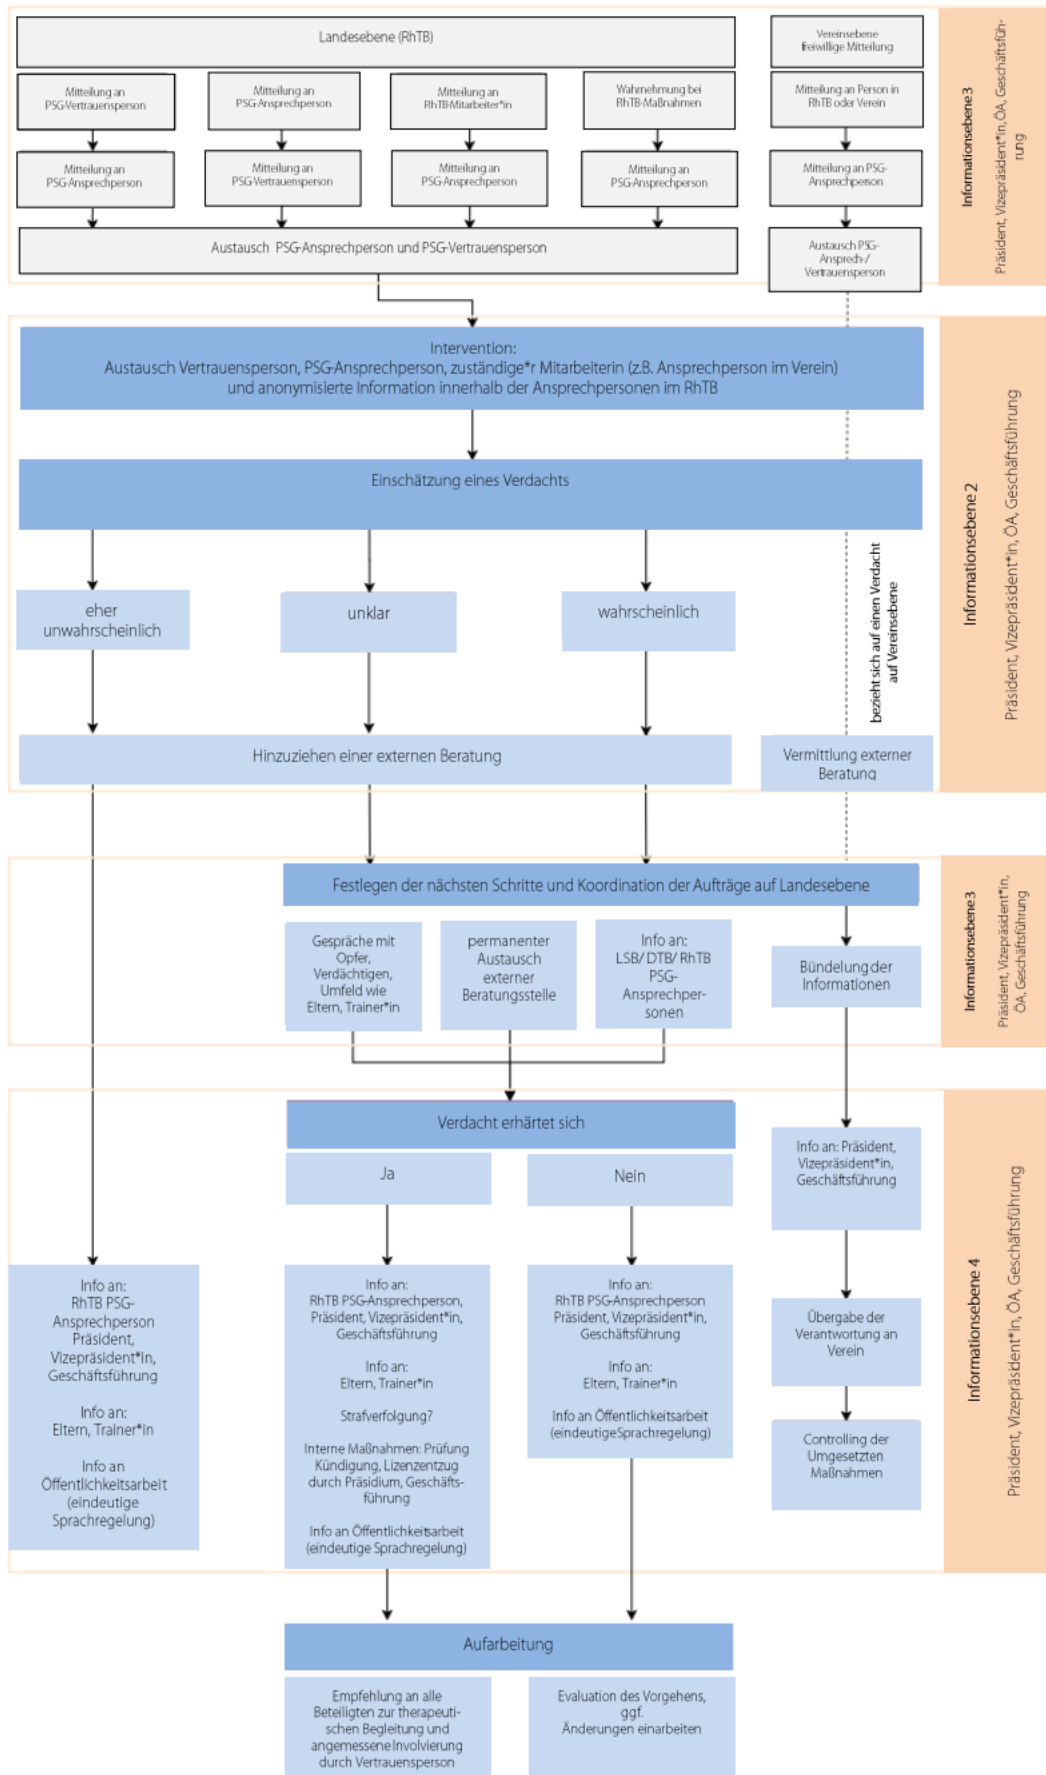 Landesebene (RhTB)
Vereinsebene
freiwillige Mitteilung
Mitteilung an
PSG-Vertrauensperson
Mitteilung an
PSG-Ansprechperson
Mitteilung an
RhTB-Mitarbeiter*in
Wahrnehmung bei
RhTB-Maßnahmen
Mitteilung an Person in
RhTB oder Verein
Mitteilung an
PSG-Ansprechperson
Mitteilung an
PSG-Vertrauensperson
Mitteilung an
PSG-Ansprechperson
Mitteilung an
PSG-Ansprechperson
Mitteilung an PSG-
Ansprechperson
Austausch PSG-Ansprechperson und PSG-Vertrauensperson
Austausch PSG-
Ansprech-/
Vertrauensperson
Informationsebene 3
Präsident, Vizepräsident*in, ÖA, Geschäftsfüh-
rung
Intervention:
Austausch Vertrauensperson, PSG-Ansprechperson, zuständige*r Mitarbeiterin (z.B. Ansprechperson im Verein)
und anonymisierte Information innerhalb der Ansprechpersonen im RhTB
Einschätzung eines Verdachts
eher
unwahrscheinlich
unklar
wahrscheinlich
bezieht sich auf einen Verdacht
auf Vereinsebene
Hinzuziehen einer externen Beratung
Vermittlung externer
Beratung
Informationsebene 2
Präsident, Vizepräsident*in, ÖA, Geschäftsführung
Festlegen der nächsten Schritte und Koordination der Aufträge auf Landesebene
Gespräche mit
Opfer,
Verdächtigen,
Umfeld wie
Eltern, Trainer*in
permanenter
Austausch
externer
Beratungsstelle
Info an:
LSB/ DTB/ RhTB
PSG-
Ansprechper-
sonen
Bündelung der
Informationen
Informationsebene 3
Präsident, Vizepräsident*in,
ÖA, Geschäftsführung
Verdacht erhärtet sich
Ja
Nein
Info an: Präsident,
Vizepräsident*in,
Geschäftsführung
Info an:
RhTB PSG-
Ansprechperson
Präsident,
Vizepräsident*in,
Geschäftsführung
Info an:
Eltern, Trainer*in
Info an
Öffentlichkeitsarbeit
(eindeutige
Sprachregelung)
Info an:
RhTB PSG-Ansprechperson,
Präsident, Vizepräsident*in,
Geschäftsführung
Info an:
Eltern, Trainer*in
Strafverfolgung?
Interne Maßnahmen: Prüfung
Kündigung, Lizenzentzug
durch Präsidium, Geschäfts-
führung
Info an Öffentlichkeitsarbeit
(eindeutige Sprachregelung)
Info an:
RhTB PSG-Ansprechperson
Präsident, Vizepräsident*in,
Geschäftsführung
Info an:
Eltern, Trainer*in
Info an Öffentlichkeitsarbeit
(eindeutige Sprachregelung)
Übergabe der
Verantwortung an
Verein
Controlling der
Umgesetzten
Maßnahmen
Informationsebene 4
Präsident, Vizepräsident*in, ÖA, Geschäftsführung
Aufarbeitung
Empfehlung an alle
Beteiligten zur therapeuti-
schen Begleitung und
angemessene Involvierung
durch Vertrauensperson
Evaluation des Vorgehens,
ggf.
Änderungen einarbeiten